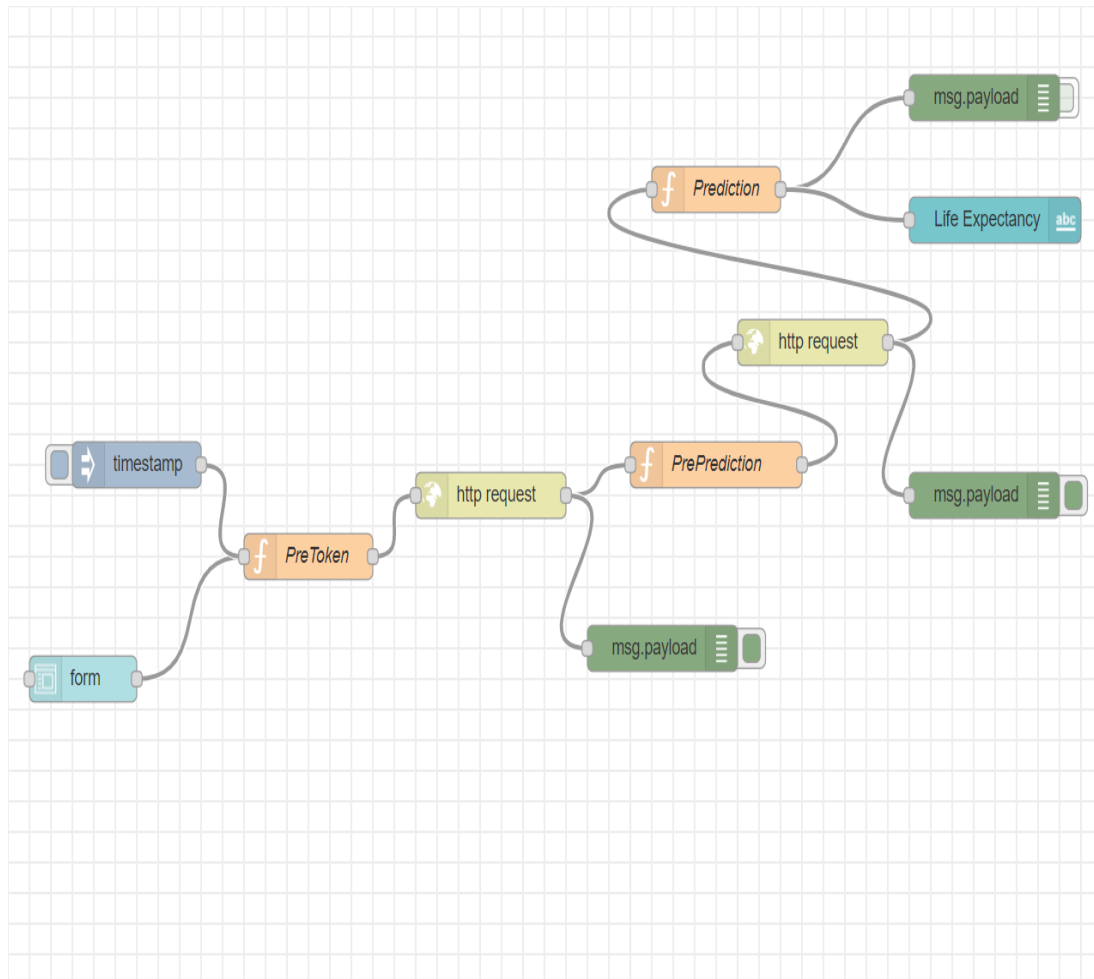 msg.payload
Prediction
Life Expectancy abc
http request
timestamp
PrePrediction
http request
msg.payload
PreToken
msg.payload
form